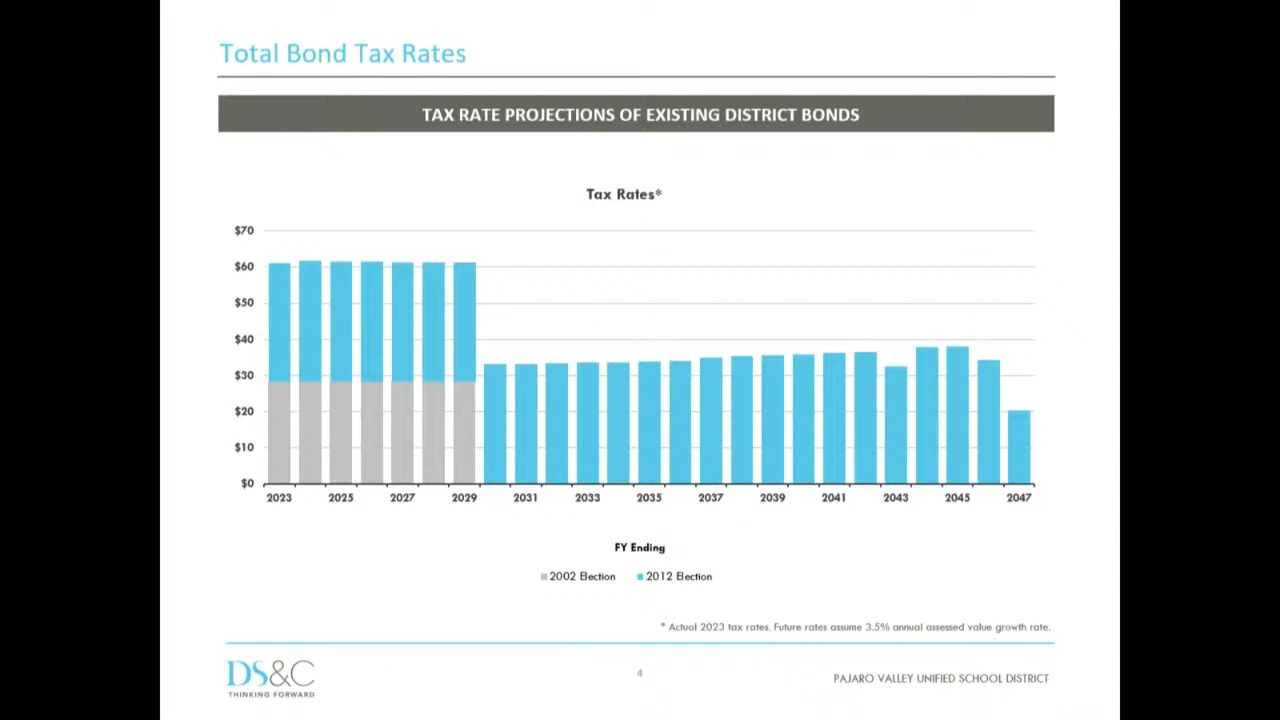 Total Bond Tax Rates
TAX RATE PROJECTIONS OF EXISTING DISTRICT BONDS
Tax Rates*
$70
$60
$50
$40
$30
$20
$10
$0
2023 2025 2027 2029 2031 2033 2035 2037 2039 2041 2043 2045 2047
FY Ending
2002 Election 2012 Election
* Actual 2023 tax rates. Future rates assume 3.5% annual assessed value growth rate.
DS&C
THINKING FORWARD
4
PAJARO VALLEY UNIFIED SCHOOL DISTRICT